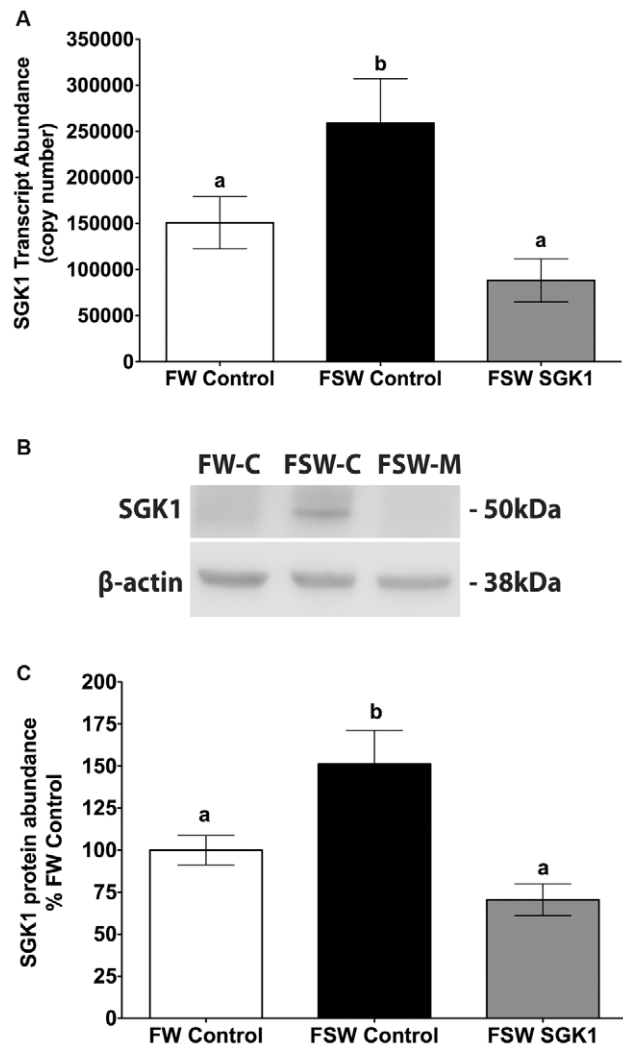 A
SGK1 Transcript Abundance
(copy number)
350000
300000
250000
200000
150000
100000
50000
0
a
b
a
FW Control
FSW Control
FSW SGK1
B
FW-C FSW-C FSW-M
SGK1 - 50kDa
β-actin - 38kDa
C
SGK1 protein abundance
% FW Control
200
175
150
125
100
75
50
25
0
a
b
a
FW Control
FSW Control
FSW SGK1